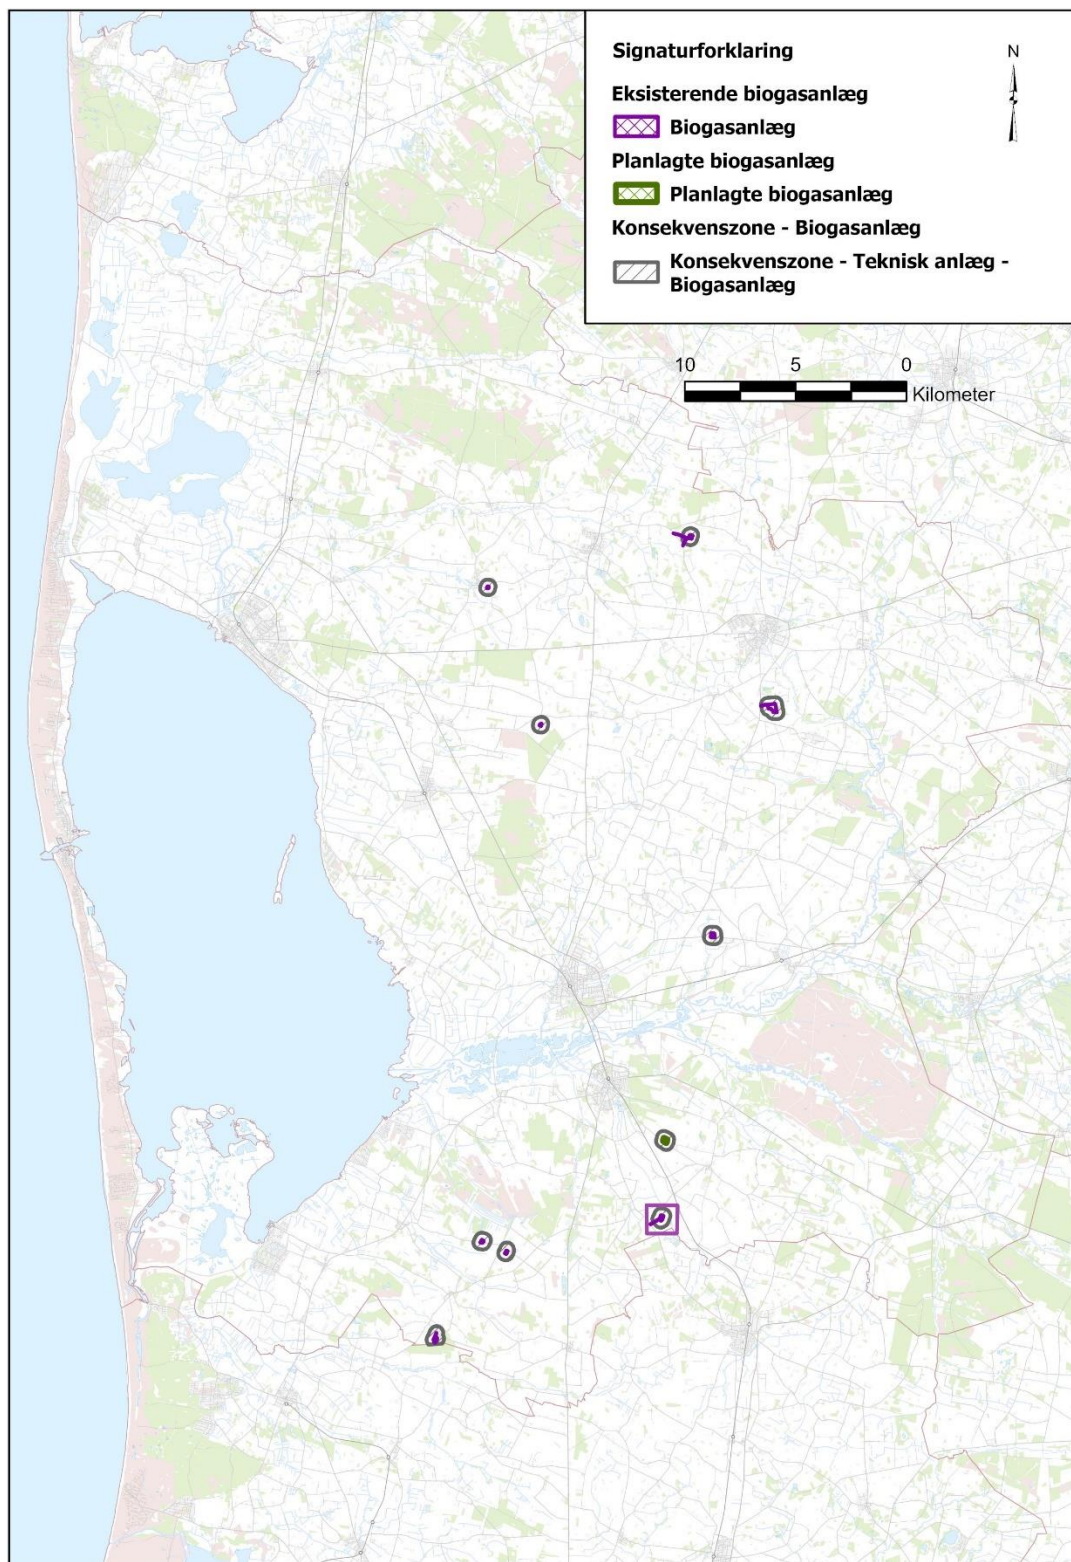 Signaturforklaring
N
Eksisterende biogasanlæg
Biogasanlæg
Planlagte biogasanlæg
Planlagte biogasanlæg
Konsekvenszone - Biogasanlæg
Konsekvenszone - Teknisk anlæg -
Biogasanlæg
10 5 0
Kilometer